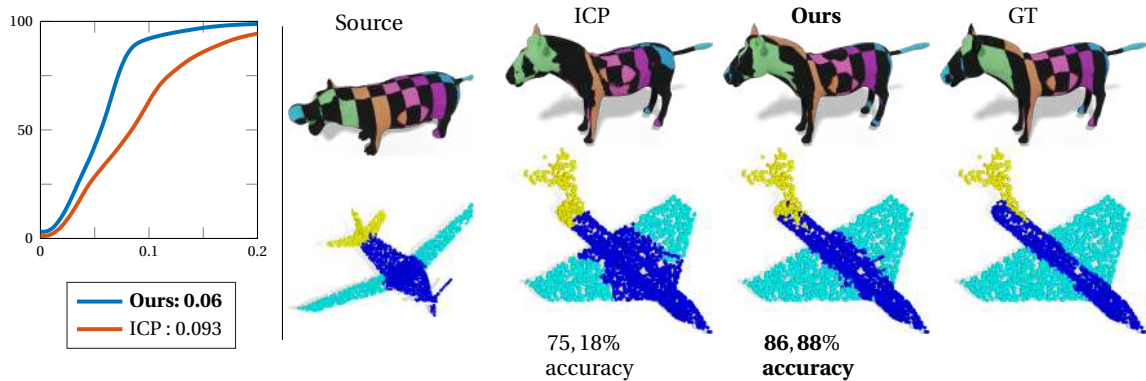 100
50
0
0
0.1
0.2
Ours: 0.06
ICP : 0.093
Source
ICP
Ours
GT
75, 18%
accuracy
86, 88%
accuracy